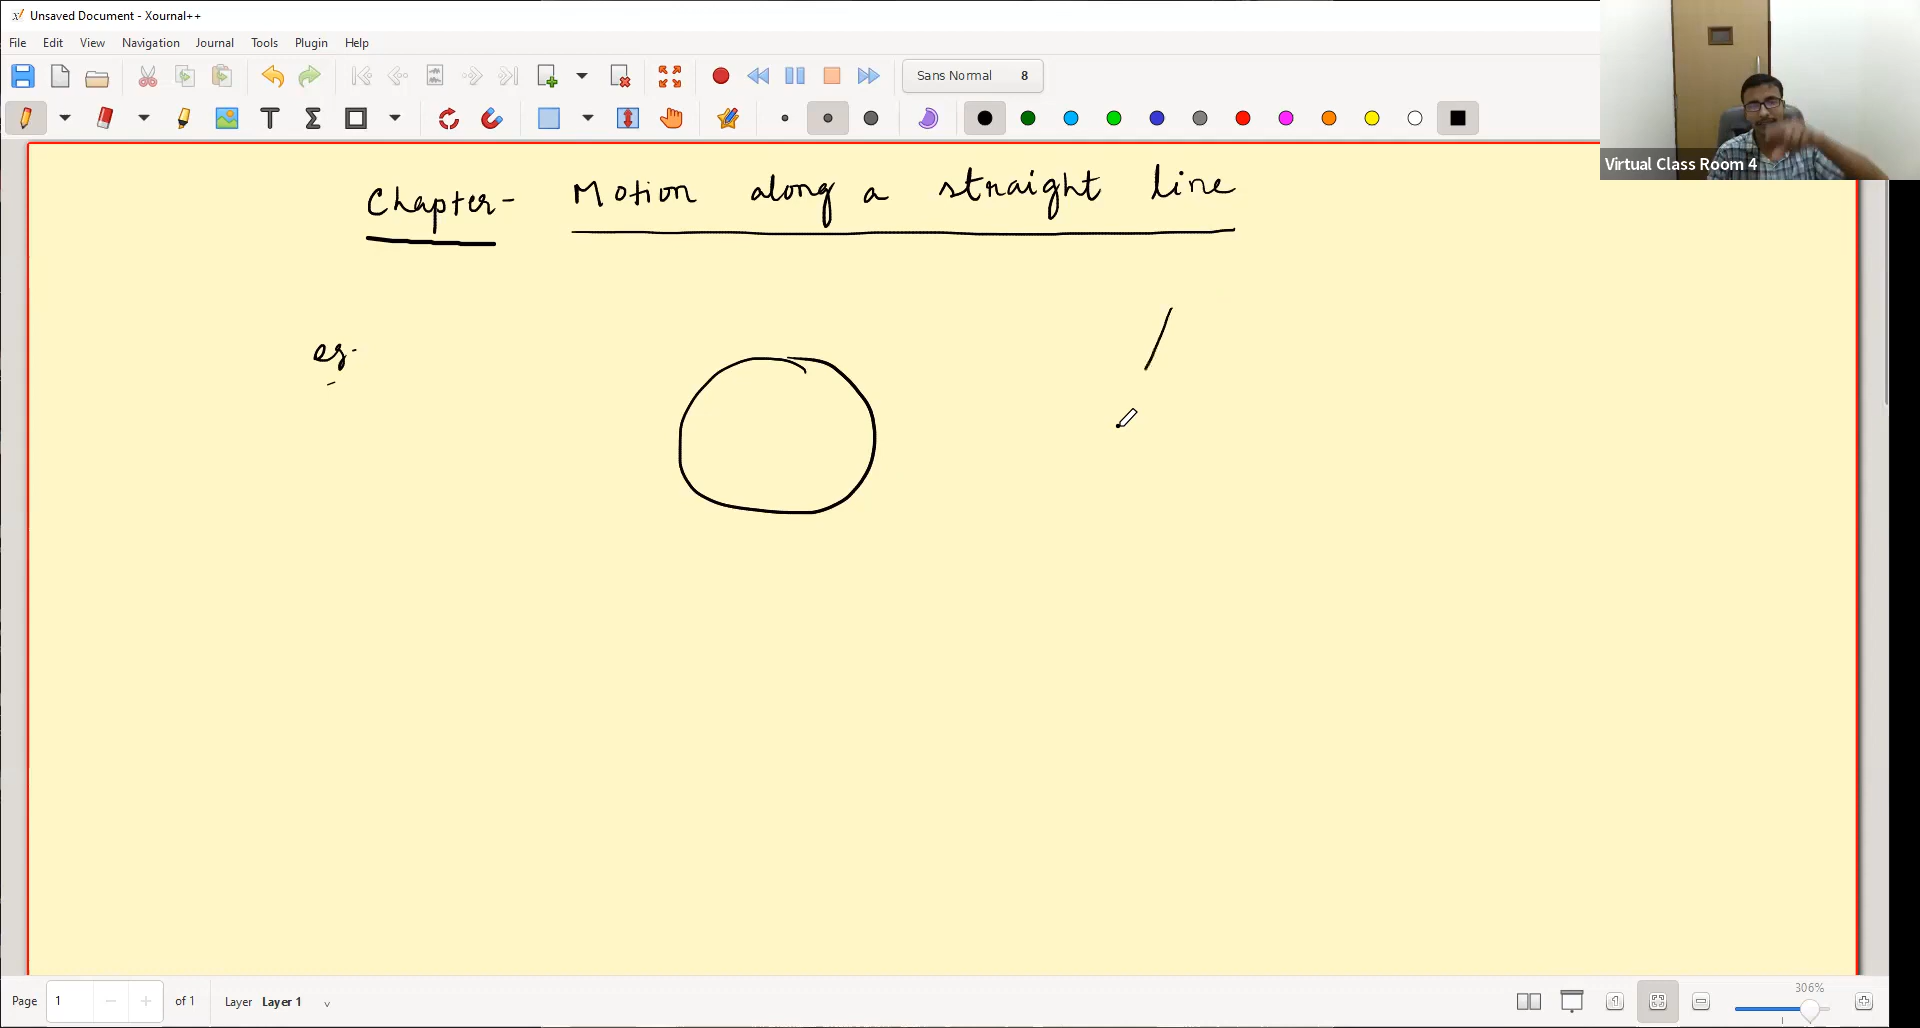 Unsaved Document - Xournal++
File Edit View Navigation Journal Tools Plugin Help
Sans Normal 8
Virtual Class Room 4
Chapter- Motion along a straight line
eg.
Page 1 of 1 Layer Layer 1
306%